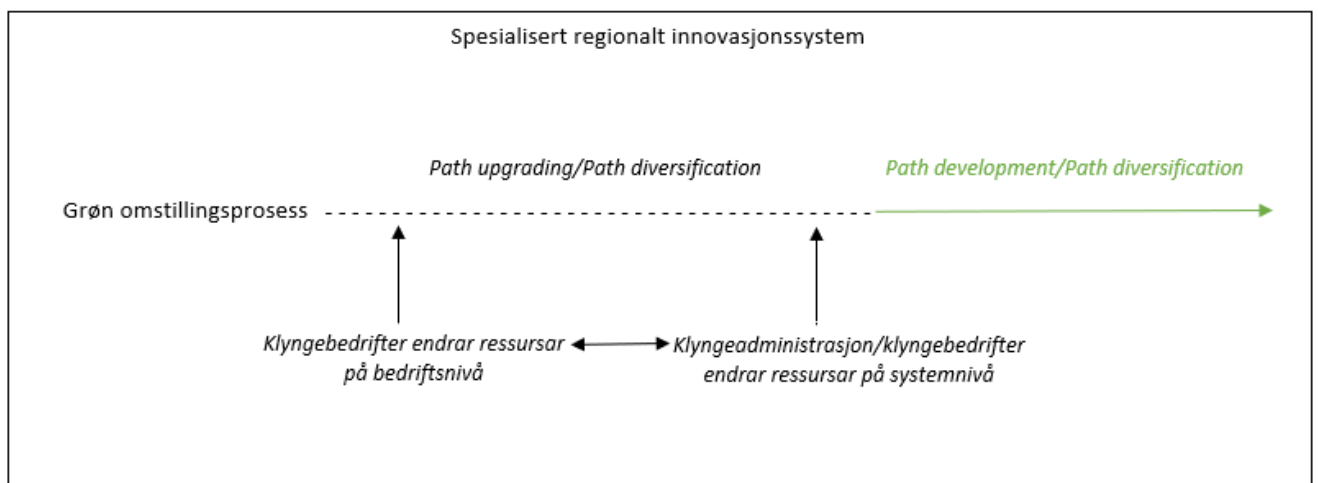 Spesialisert regionalt innovasjonssystem
Path upgrading/Path diversification
Path development/Path diversification
Grøn omstillingsprosess
Klyngebedrifter endrar ressursar
på bedriftsnivå
Klyngeadministrasjon/klyngebedrifter
endrar ressursar på systemnivå